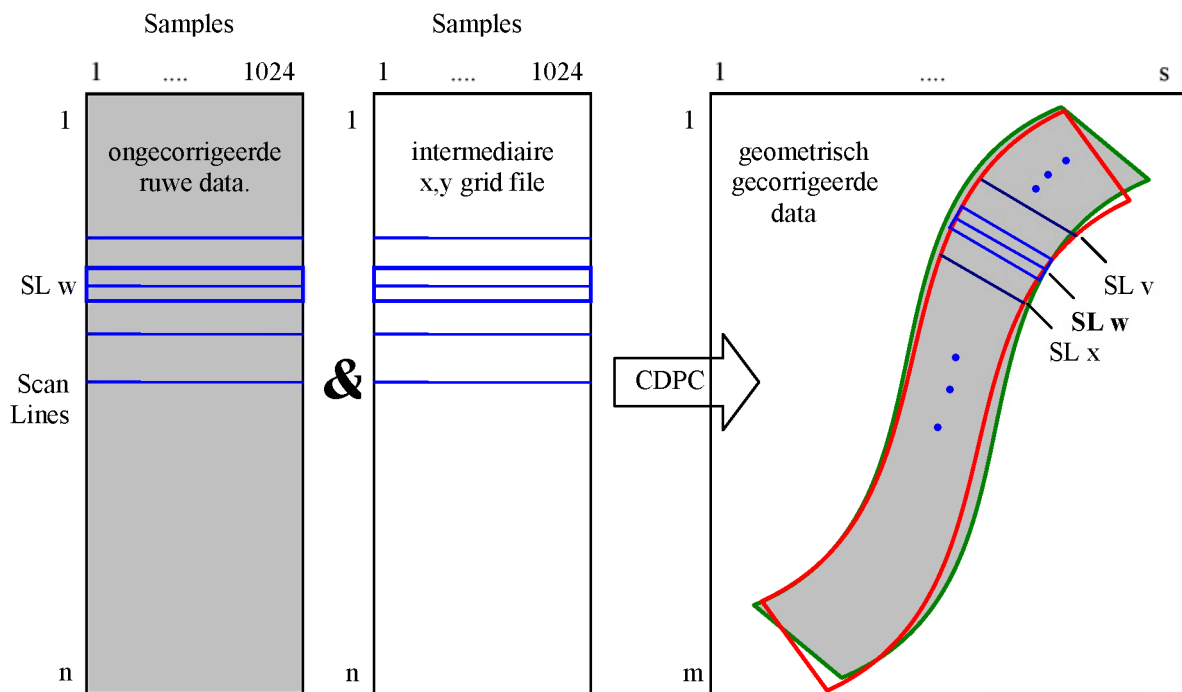 Samples
1 .... 1024
1
ongecorrigeerde
ruwe data.
SL w
Scan
Lines
n
&
Samples
1 .... 1024
1
intermediaire
x,y grid file
n
CDPC
1 .... s
1
geometrisch
gecorrigeerde
data
SL v
SL w
SL x
m